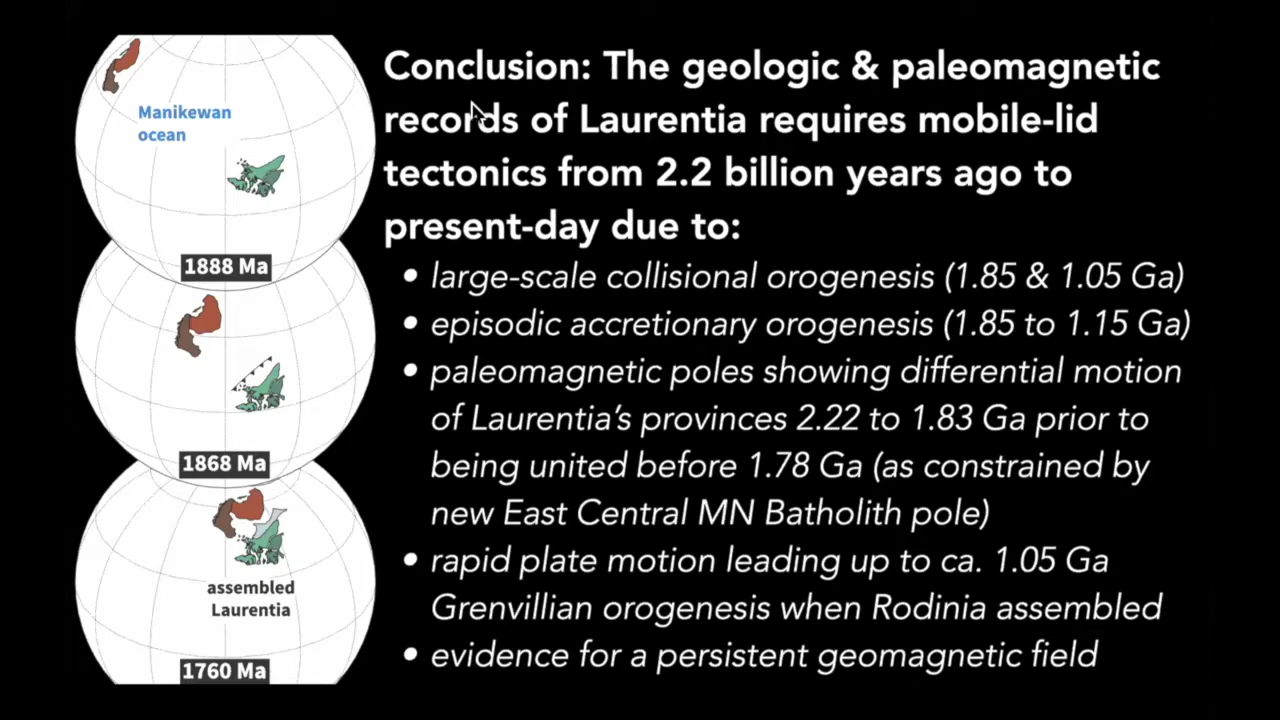 Manikewan
ocean
1888 Ma
1868 Ma
assembled
Laurentia
1760 Ma
Conclusion: The geologic & paleomagnetic
records of Laurentia requires mobile-lid
tectonics from 2.2 billion years ago to
present-day due to:
• large-scale collisional orogenesis (1.85 & 1.05 Ga)
• episodic accretionary orogenesis (1.85 to 1.15 Ga)
• paleomagnetic poles showing differential motion
of Laurentia’s provinces 2.22 to 1.83 Ga prior to
being united before 1.78 Ga (as constrained by
new East Central MN Batholith pole)
• rapid plate motion leading up to ca. 1.05 Ga
Grenvillian orogenesis when Rodinia assembled
• evidence for a persistent geomagnetic field